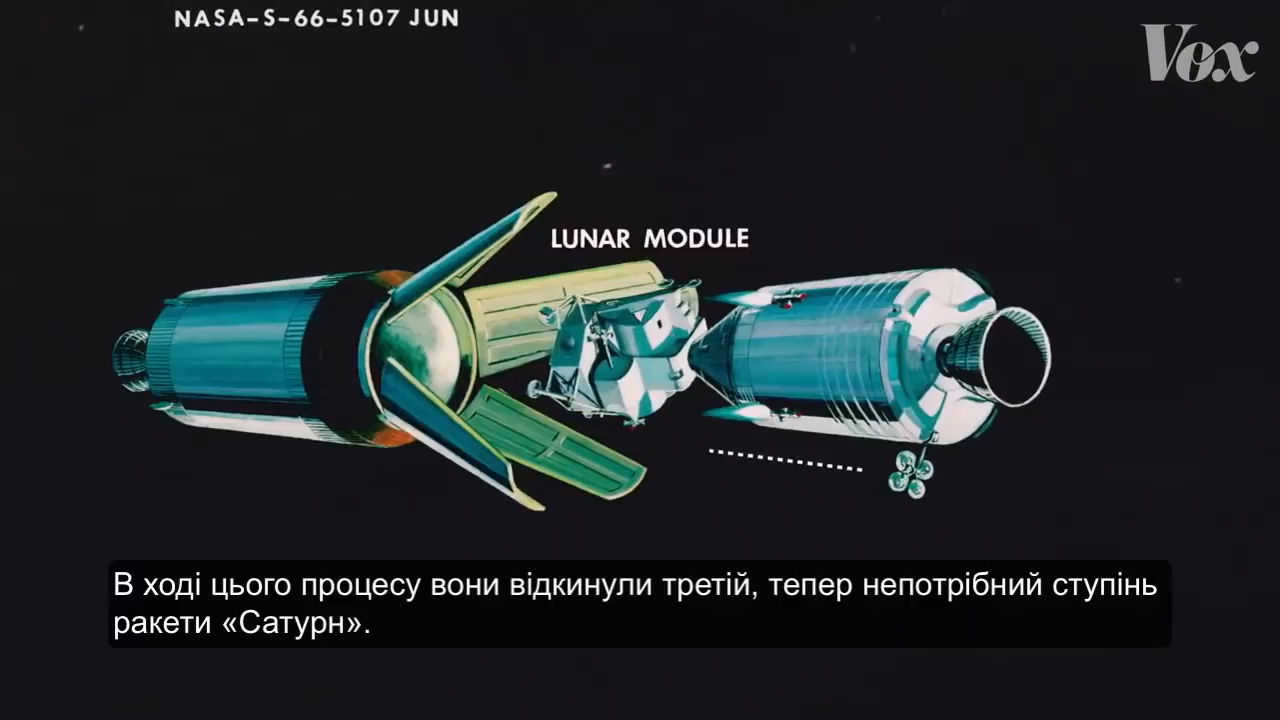 NASA-S-66-5107 JUN
Vox
LUNAR MODULE
В ході цього процесу вони відкинули третій, тепер непотрібний ступінь
ракети «Сатурн».